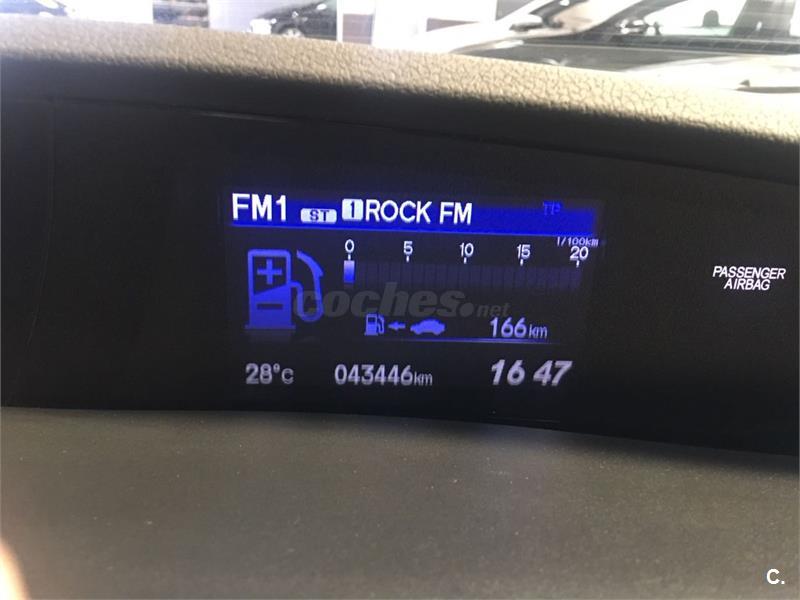 FM1 ST 1 ROCK FM TP
l/100km
0 5 10 15 20
coches.net
166km
28°C 043446km 16 47
PASSENGER
AIRBAG
C.